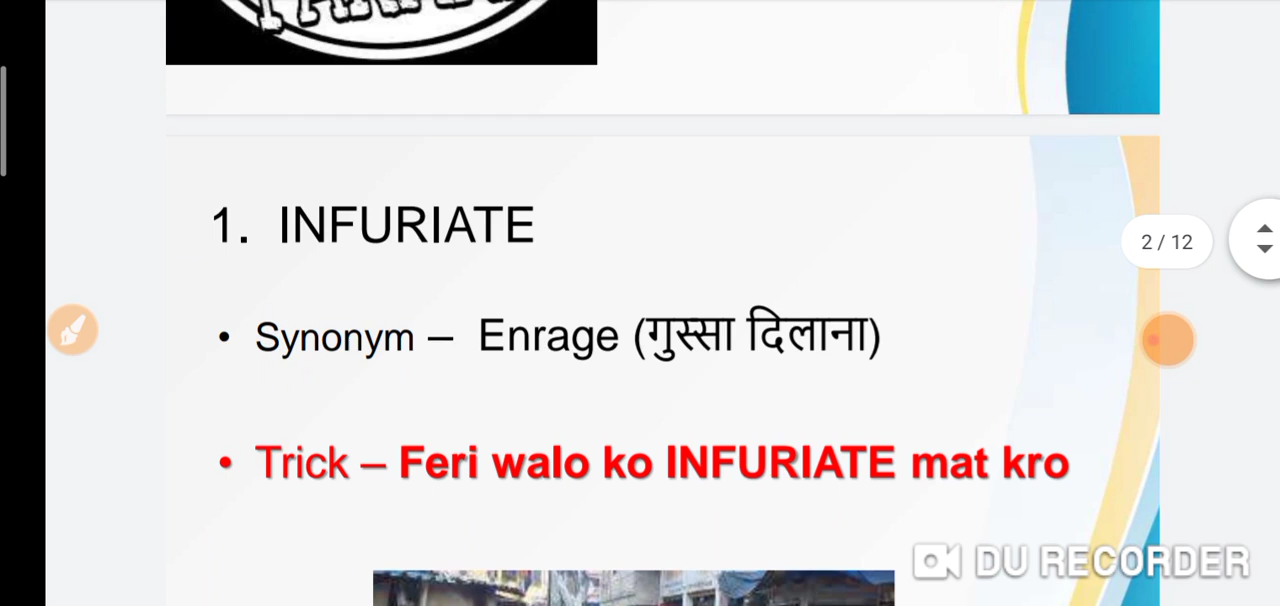 1. INFURIATE
2 / 12
• Synonym – Enrage (गुस्सा दिलाना)
• Trick – Feri walo ko INFURIATE mat kro
DU RECORDER